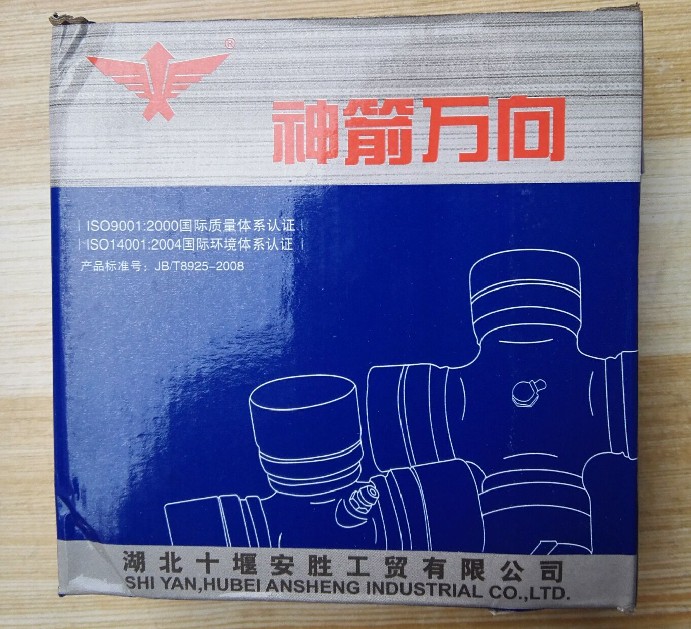 ®
神箭万向
ISO9001:2000国际质量体系认证
ISO14001:2004国际环境体系认证
产品标准号：JB/T8925-2008
湖北十堰安胜工贸有限公司
SHI YAN,HUBEI ANSHENG INDUSTRIAL CO.,LTD.